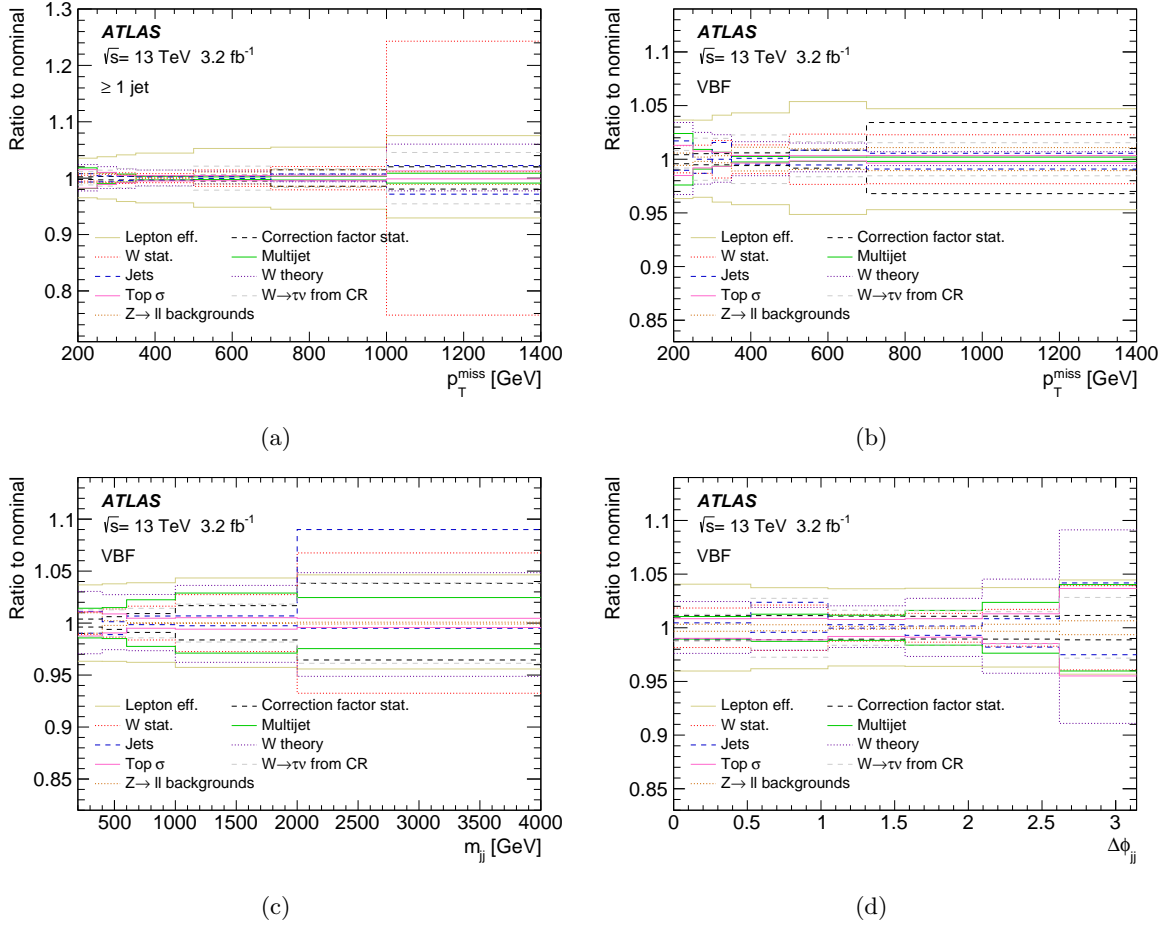 Ratio to nominal
1.3
1.2
1.1
1
0.9
0.8
ATLAS
√s= 13 TeV 3.2 fb⁻¹
≥ 1 jet
Lepton eff.
W stat.
Jets
Top σ
Z→ ll backgrounds
Correction factor stat.
Multijet
W theory
W→τν from CR
200 400 600 800 1000 1200 1400
p_T^miss [GeV]
(a)
Ratio to nominal
1.1
1.05
1
0.95
0.9
0.85
ATLAS
√s= 13 TeV 3.2 fb⁻¹
VBF
Lepton eff.
W stat.
Jets
Top σ
Z→ ll backgrounds
Correction factor stat.
Multijet
W theory
W→τν from CR
200 400 600 800 1000 1200 1400
p_T^miss [GeV]
(b)
Ratio to nominal
1.1
1.05
1
0.95
0.9
0.85
ATLAS
√s= 13 TeV 3.2 fb⁻¹
VBF
Lepton eff.
W stat.
Jets
Top σ
Z→ ll backgrounds
Correction factor stat.
Multijet
W theory
W→τν from CR
500 1000 1500 2000 2500 3000 3500 4000
m_jj [GeV]
(c)
Ratio to nominal
1.1
1.05
1
0.95
0.9
0.85
ATLAS
√s= 13 TeV 3.2 fb⁻¹
VBF
Lepton eff.
W stat.
Jets
Top σ
Z→ ll backgrounds
Correction factor stat.
Multijet
W theory
W→τν from CR
0 0.5 1 1.5 2 2.5 3
Δϕ_jj
(d)